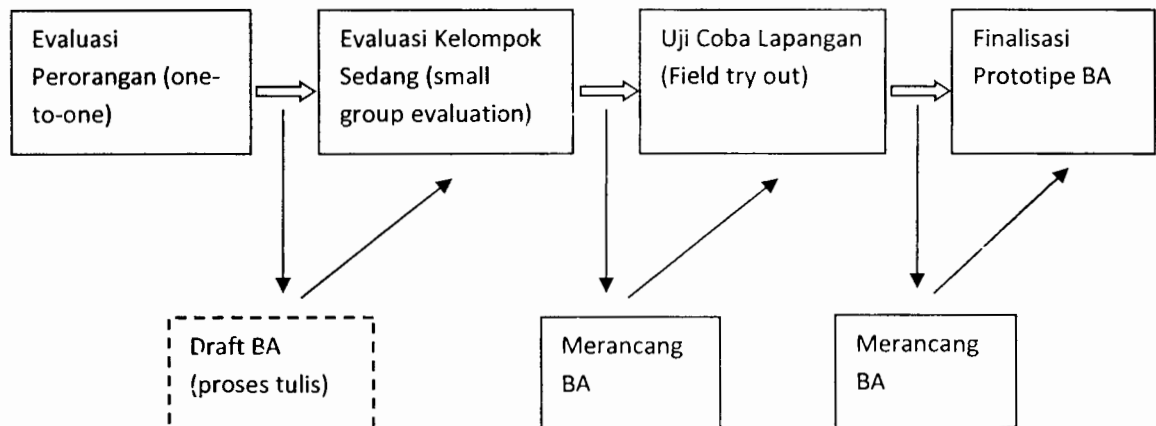 Evaluasi
Perorangan (one-
to-one)
Evaluasi Kelompok
Sedang (small
group evaluation)
Uji Coba Lapangan
(Field try out)
Finalisasi
Prototipe BA
Draft BA
(proses tulis)
Merancang
BA
Merancang
BA